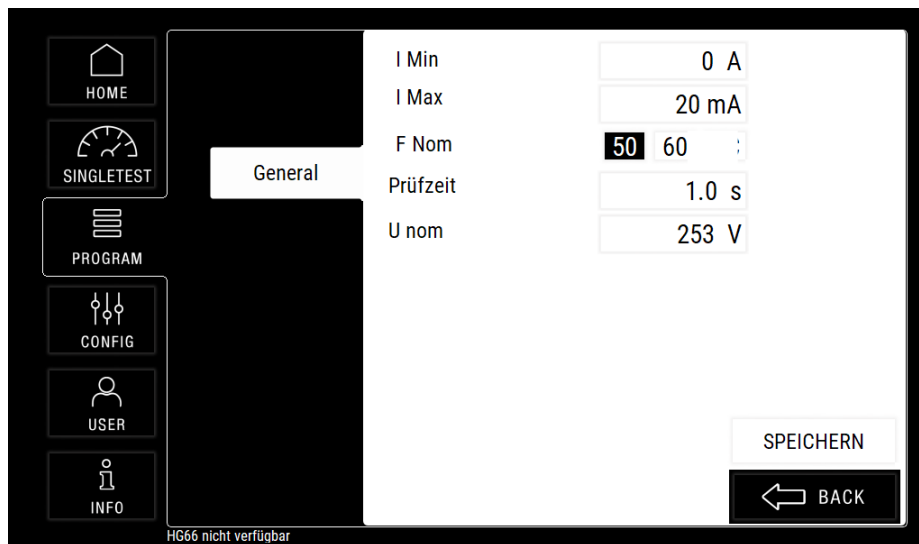 HOME
SINGLETEST
PROGRAM
CONFIG
USER
INFO
General
I Min 0 A
I Max 20 mA
F Nom 50 60
Prüfzeit 1.0 s
U nom 253 V
SPEICHERN
BACK
HG66 nicht verfügbar